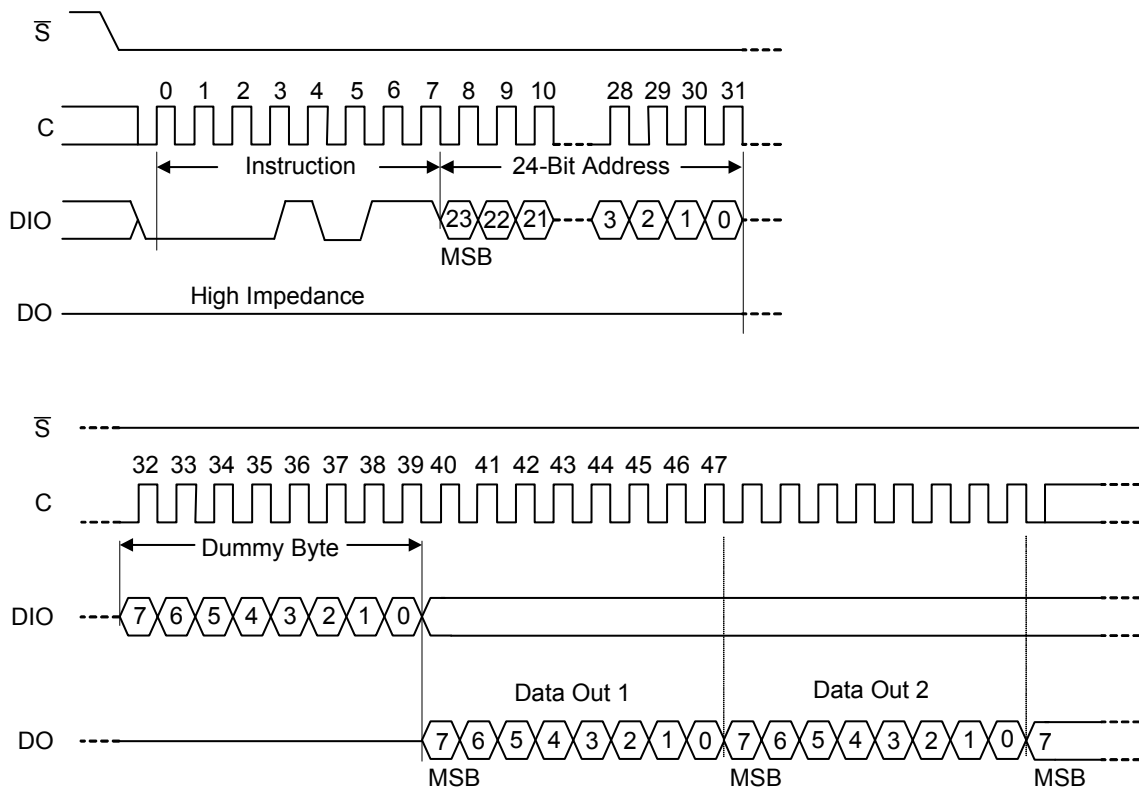 S̅
0 1 2 3 4 5 6 7 8 9 10 28 29 30 31
C
Instruction 24-Bit Address
DIO 23 22 21 3 2 1 0
MSB
High Impedance
DO
S̅
32 33 34 35 36 37 38 39 40 41 42 43 44 45 46 47
C
Dummy Byte
DIO 7 6 5 4 3 2 1 0
Data Out 1 Data Out 2
DO 7 6 5 4 3 2 1 0 7 6 5 4 3 2 1 0 7
MSB MSB MSB